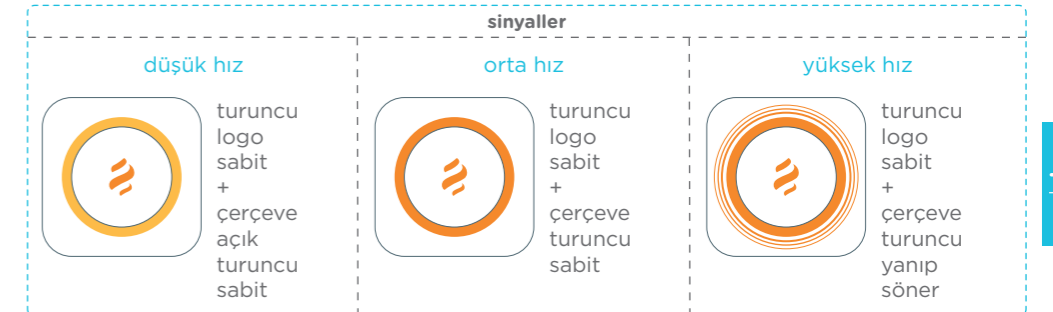 sinyaller
düşük hız
turuncu
logo
sabit
+
çerçeve
açık
turuncu
sabit
orta hız
turuncu
logo
sabit
+
çerçeve
turuncu
sabit
yüksek hız
turuncu
logo
sabit
+
çerçeve
turuncu
yanıp
söner